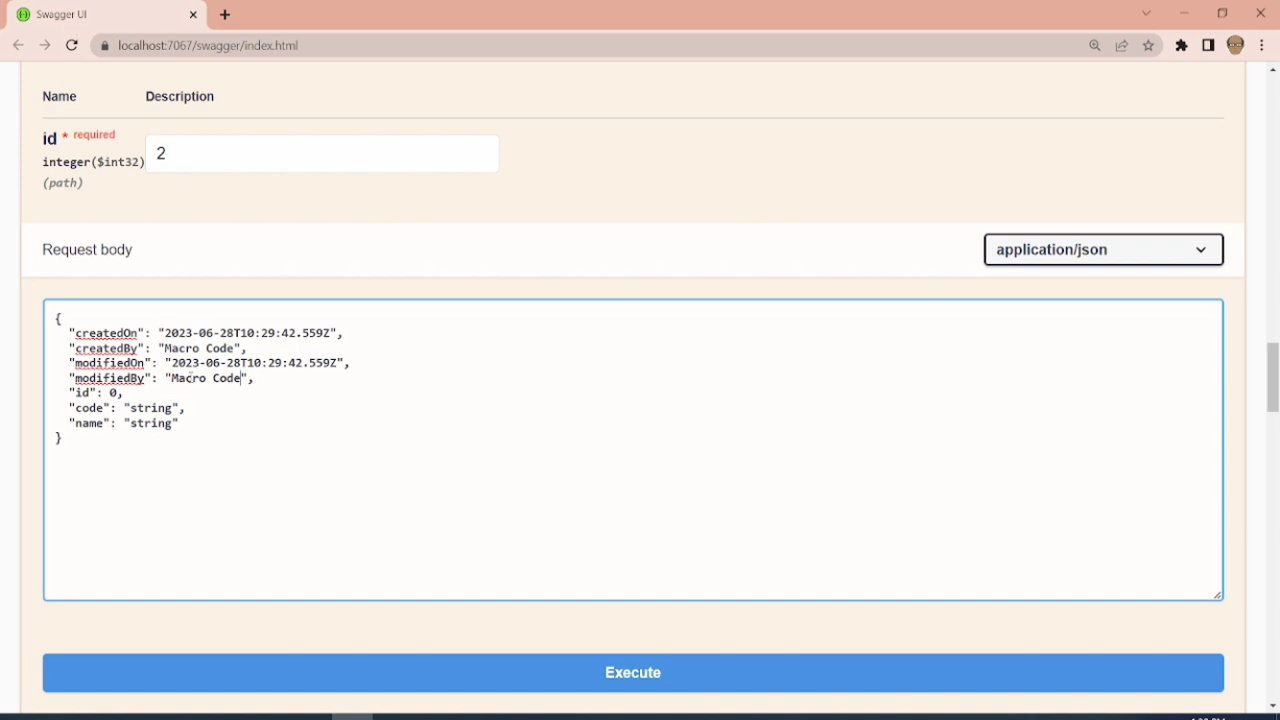 Swagger UI
localhost:7067/swagger/index.html
Name Description
id * required
integer($int32)
(path)
2
Request body
application/json
{
"createdOn": "2023-06-28T10:29:42.559Z",
"createdBy": "Macro Code",
"modifiedOn": "2023-06-28T10:29:42.559Z",
"modifiedBy": "Macro Code",
"id": 0,
"code": "string",
"name": "string"
}
Execute